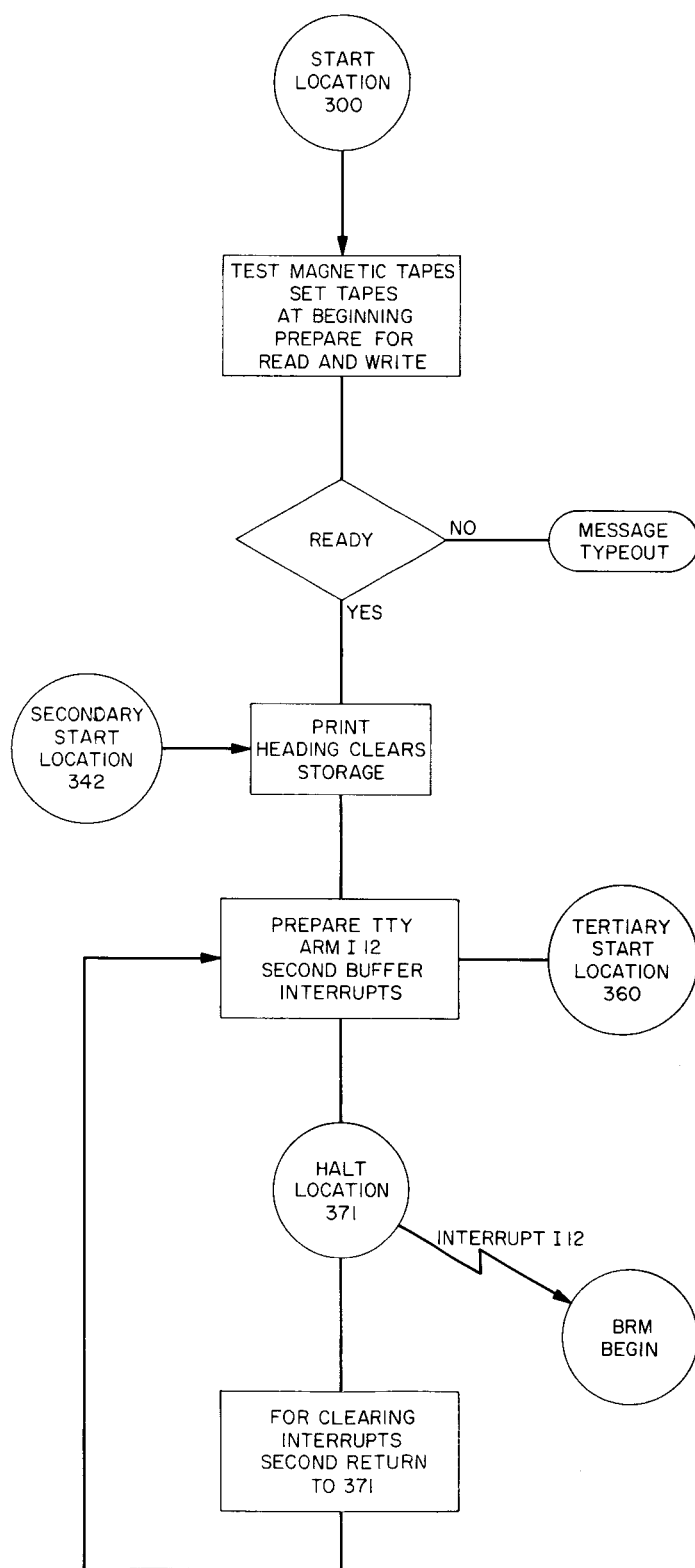 START
LOCATION
300
TEST MAGNETIC TAPES
SET TAPES
AT BEGINNING
PREPARE FOR
READ AND WRITE
READY
NO
MESSAGE
TYPEOUT
YES
SECONDARY
START
LOCATION
342
PRINT
HEADING CLEARS
STORAGE
PREPARE TTY
ARM I 12
SECOND BUFFER
INTERRUPTS
TERTIARY
START
LOCATION
360
HALT
LOCATION
371
INTERRUPT I 12
BRM
BEGIN
FOR CLEARING
INTERRUPTS
SECOND RETURN
TO 371